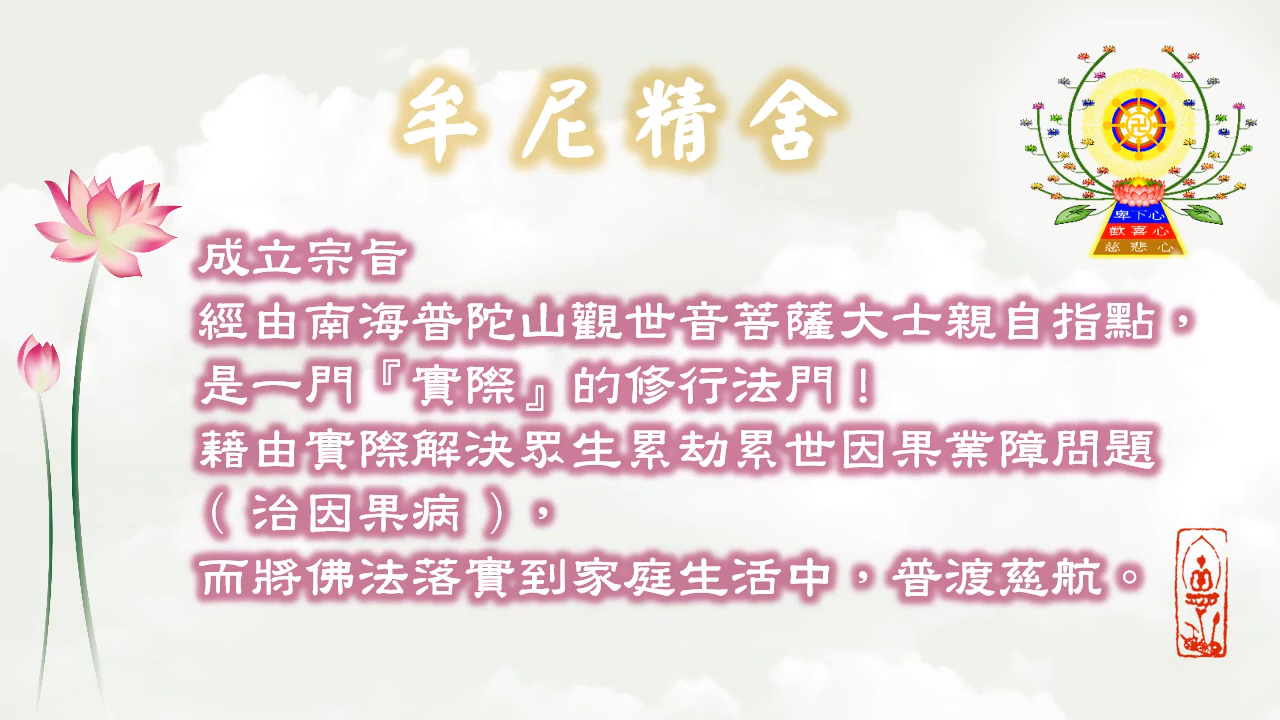 牟尼精舍
卑下心
歡喜心
慈悲心
成立宗旨
經由南海普陀山觀世音菩薩大士親自指點，
是一門『實際』的修行法門！
藉由實際解決眾生累劫累世因果業障問題
（治因果病），
而將佛法落實到家庭生活中，普渡慈航。